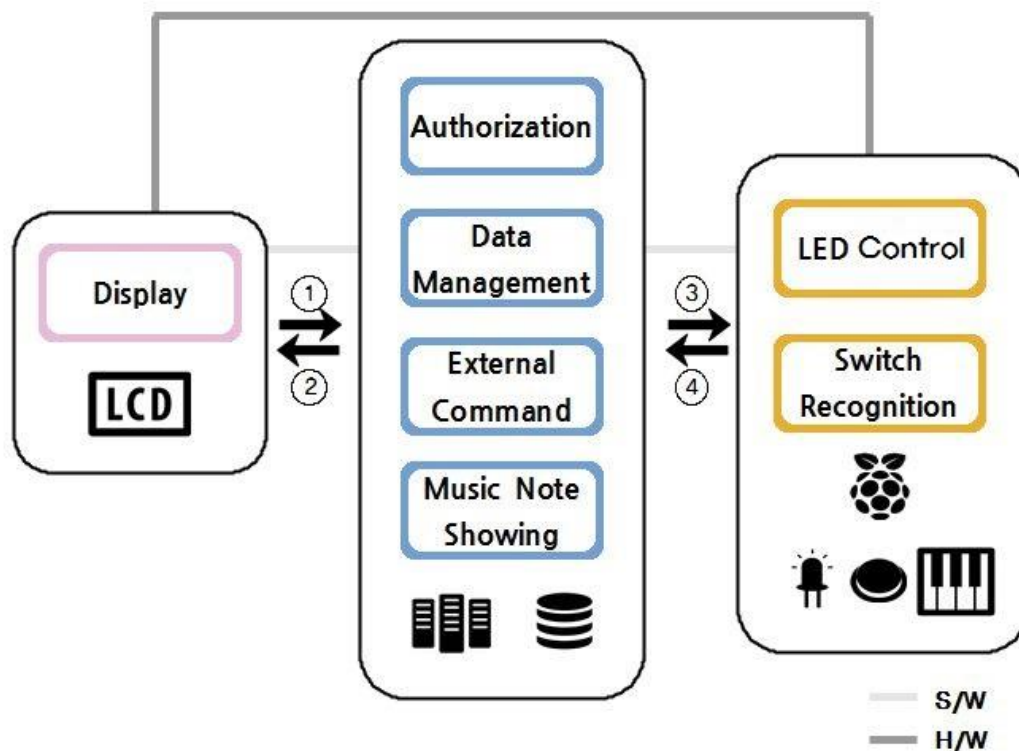 Authorization
Data
Management
External
Command
Music Note
Showing
Display
LCD
①
②
③
④
LED Control
Switch
Recognition
S/W
H/W